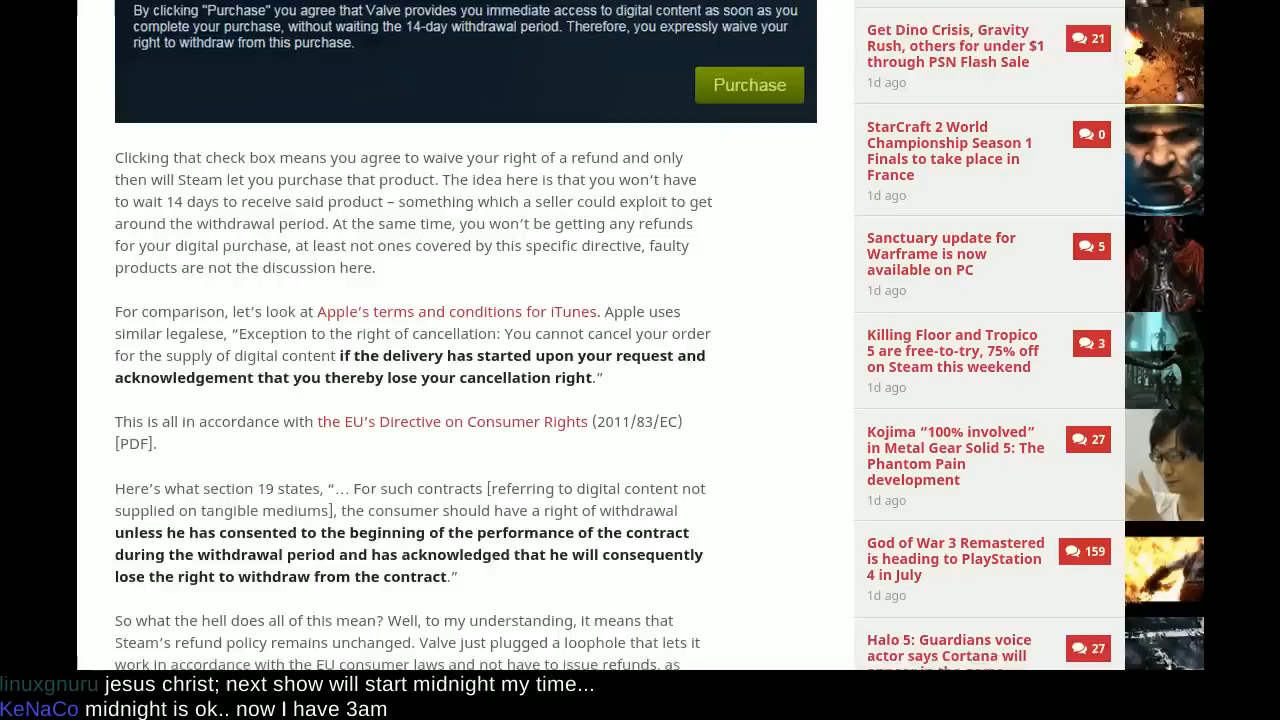 By clicking "Purchase" you agree that Valve provides you immediate access to digital content as soon as you
complete your purchase, without waiting the 14-day withdrawal period. Therefore, you expressly waive your
right to withdraw from this purchase.
Purchase
Clicking that check box means you agree to waive your right of a refund and only
then will Steam let you purchase that product. The idea here is that you won’t have
to wait 14 days to receive said product – something which a seller could exploit to get
around the withdrawal period. At the same time, you won’t be getting any refunds
for your digital purchase, at least not ones covered by this specific directive, faulty
products are not the discussion here.
For comparison, let’s look at Apple’s terms and conditions for iTunes. Apple uses
similar legalese, “Exception to the right of cancellation: You cannot cancel your order
for the supply of digital content if the delivery has started upon your request and
acknowledgement that you thereby lose your cancellation right.”
This is all in accordance with the EU’s Directive on Consumer Rights (2011/83/EC)
[PDF].
Here’s what section 19 states, “… For such contracts [referring to digital content not
supplied on tangible mediums], the consumer should have a right of withdrawal
unless he has consented to the beginning of the performance of the contract
during the withdrawal period and has acknowledged that he will consequently
lose the right to withdraw from the contract.”
So what the hell does all of this mean? Well, to my understanding, it means that
Steam’s refund policy remains unchanged. Valve just plugged a loophole that lets it
work in accordance with the EU consumer laws and not have to issue refunds, as
Get Dino Crisis, Gravity
Rush, others for under $1
through PSN Flash Sale
21
1d ago
StarCraft 2 World
Championship Season 1
Finals to take place in
France
0
1d ago
Sanctuary update for
Warframe is now
available on PC
5
1d ago
Killing Floor and Tropico
5 are free-to-try, 75% off
on Steam this weekend
3
1d ago
Kojima “100% involved”
in Metal Gear Solid 5: The
Phantom Pain
development
27
1d ago
God of War 3 Remastered
is heading to PlayStation
4 in July
159
1d ago
Halo 5: Guardians voice
actor says Cortana will
27
linuxgnuru jesus christ; next show will start midnight my time...
KeNaCo midnight is ok.. now I have 3am